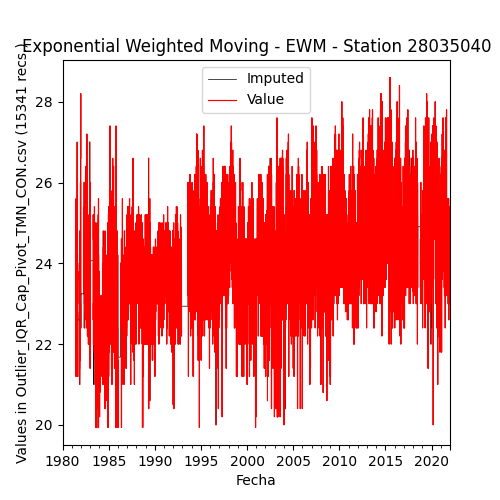 Exponential Weighted Moving - EWM - Station 28035040
Imputed
Value
Values in Outlier_IQR_Cap_Pivot_TMN_CON.csv (15341 recs.)
28
26
24
22
20
1980 1985 1990 1995 2000 2005 2010 2015 2020
Fecha